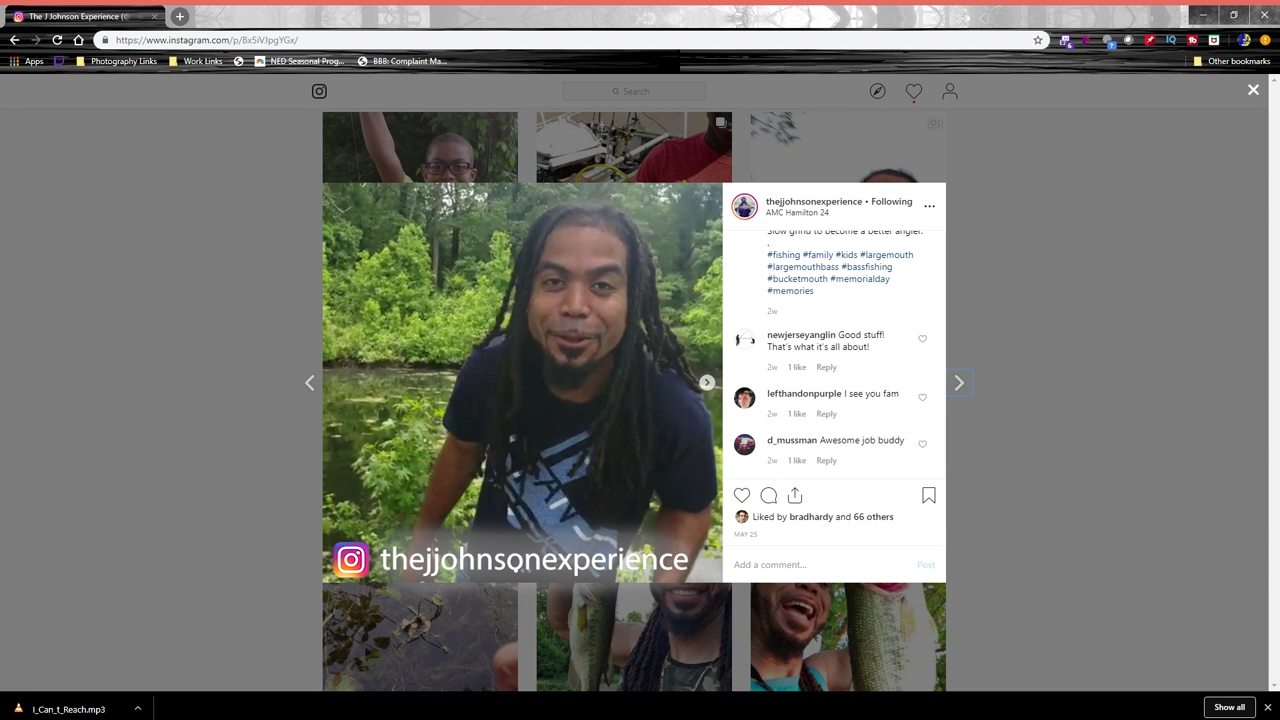 The J Johnson Experience (
https://www.instagram.com/p/Bx5iVJpgYGx/
Apps
Photography Links
Work Links
NED Seasonal Prog...
BBB: Complaint Ma...
Other bookmarks
Search
thejjohnsonexperience • Following
AMC Hamilton 24
Slow grind to become a better angler.
.
#fishing #family #kids #largemouth
#largemouthbass #bassfishing
#bucketmouth #memorialday
#memories
2w
newjerseyanglin Good stuff!
That's what it's all about!
2w 1 like Reply
lefthandonpurple I see you fam
2w 1 like Reply
d_mussman Awesome job buddy
2w 1 like Reply
Liked by bradhardy and 66 others
MAY 25
Add a comment... Post
thejjohnsonexperience
I_Can_t_Reach.mp3
Show all